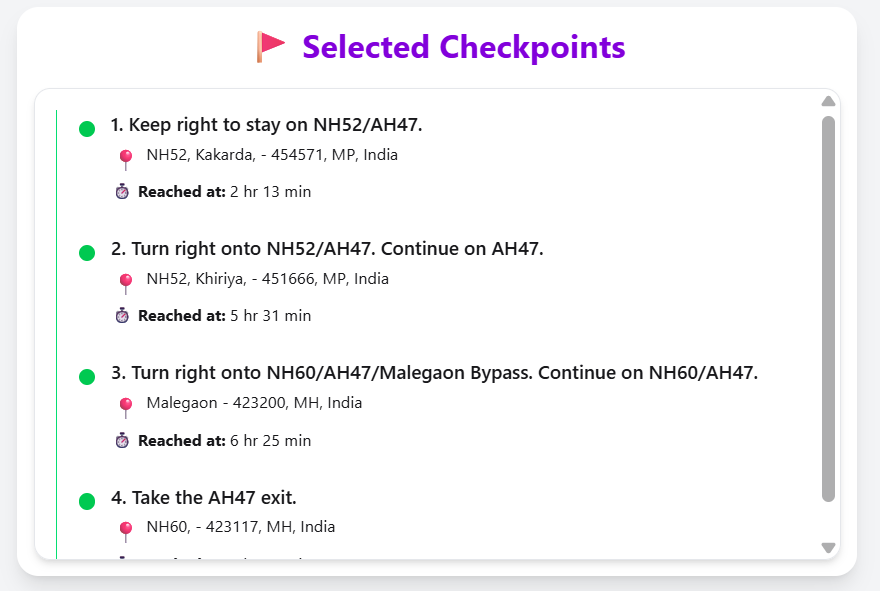 Selected Checkpoints
1. Keep right to stay on NH52/AH47.
NH52, Kakarda, - 454571, MP, India
Reached at: 2 hr 13 min
2. Turn right onto NH52/AH47. Continue on AH47.
NH52, Khiriya, - 451666, MP, India
Reached at: 5 hr 31 min
3. Turn right onto NH60/AH47/Malegaon Bypass. Continue on NH60/AH47.
Malegaon - 423200, MH, India
Reached at: 6 hr 25 min
4. Take the AH47 exit.
NH60, - 423117, MH, India